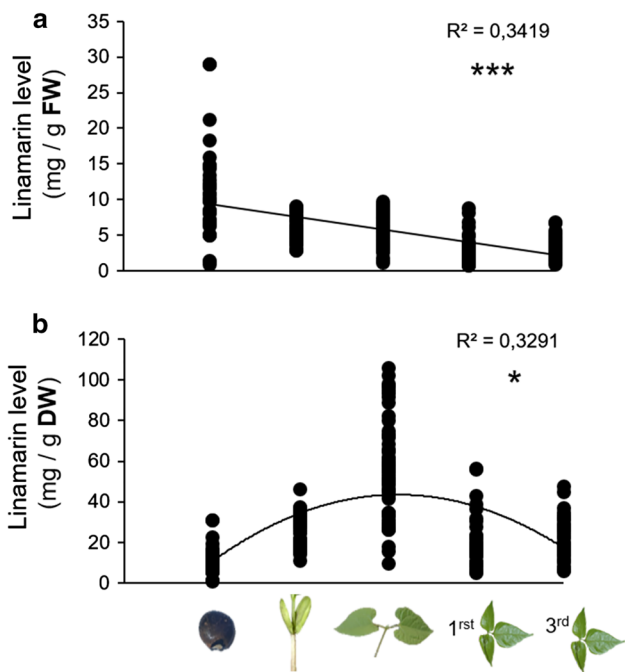 a
Linamarin level
(mg / g FW)
35
30
25
20
15
10
5
0
R² = 0,3419
***
b
Linamarin level
(mg / g DW)
120
100
80
60
40
20
0
R² = 0,3291
*
1rst
3rd